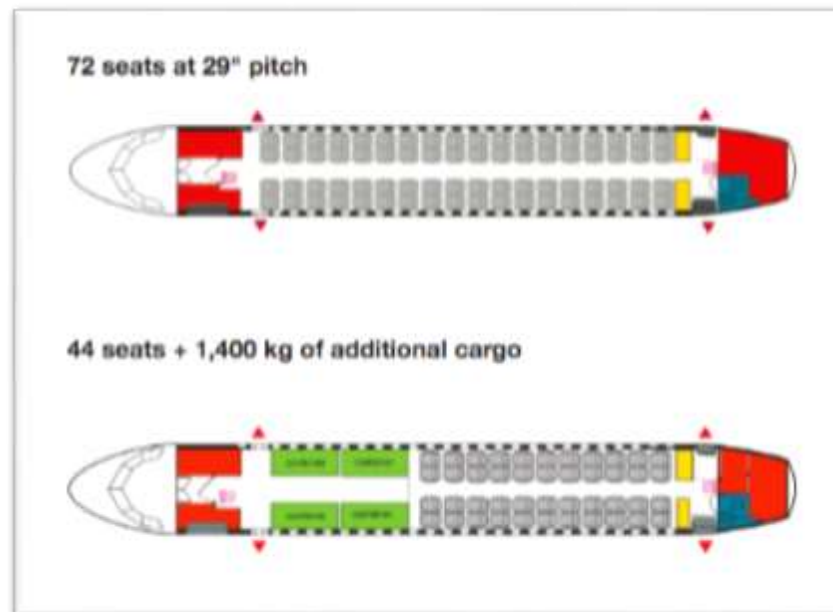 72 seats at 29" pitch
44 seats + 1,400 kg of additional cargo